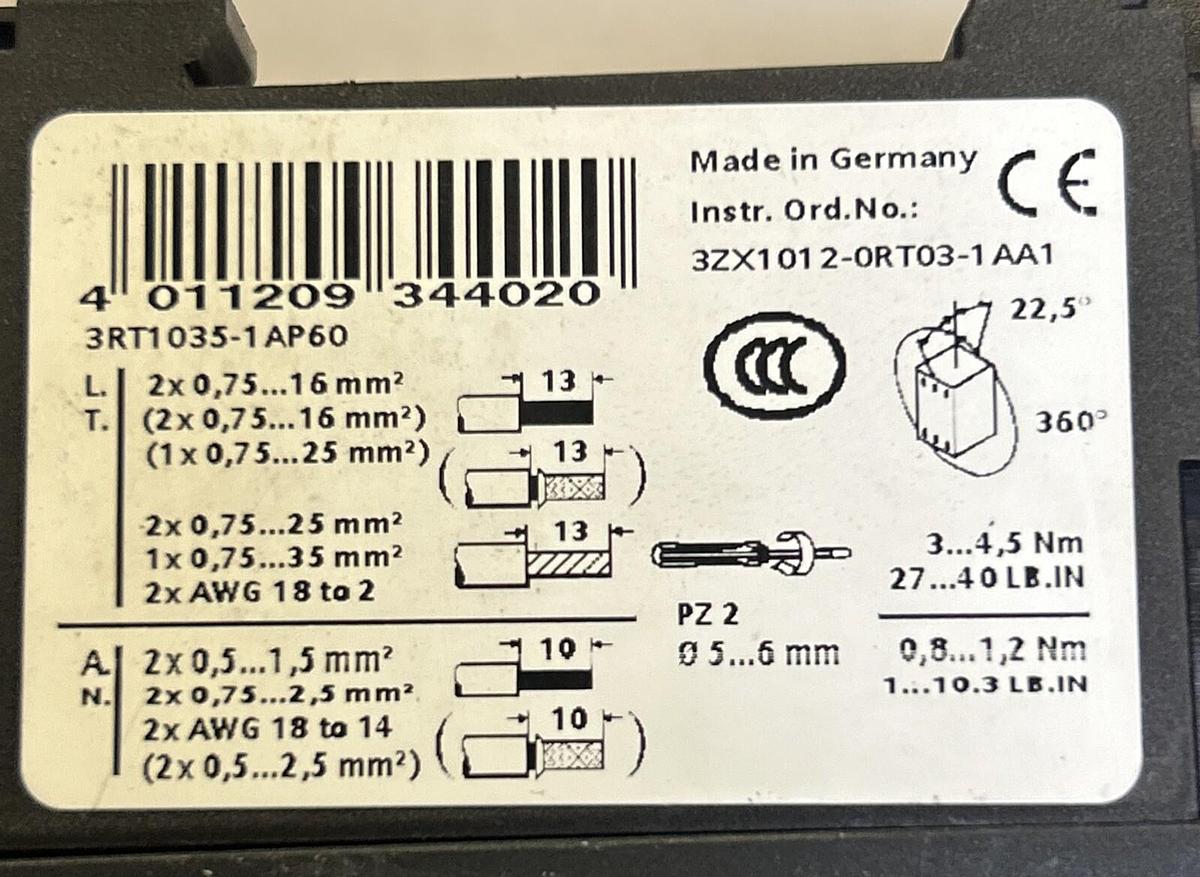 4 011209 344020
3RT1035-1AP60
Made in Germany CE
Instr. Ord.No.:
3ZX1012-0RT03-1AA1
CCC
22,5°
360°
L. 2x 0,75...16 mm² 13
T. (2x 0,75...16 mm²)
(1x 0,75...25 mm²) ( 13 )
2x 0,75...25 mm² 13
1x 0,75...35 mm²
2x AWG 18 to 2
3...4,5 Nm
27...40 LB.IN
PZ 2
Ø 5...6 mm
A. 2x 0,5...1,5 mm² 10
N. 2x 0,75...2,5 mm²
2x AWG 18 to 14 ( 10 )
(2x 0,5...2,5 mm²)
0,8...1,2 Nm
1...10.3 LB.IN